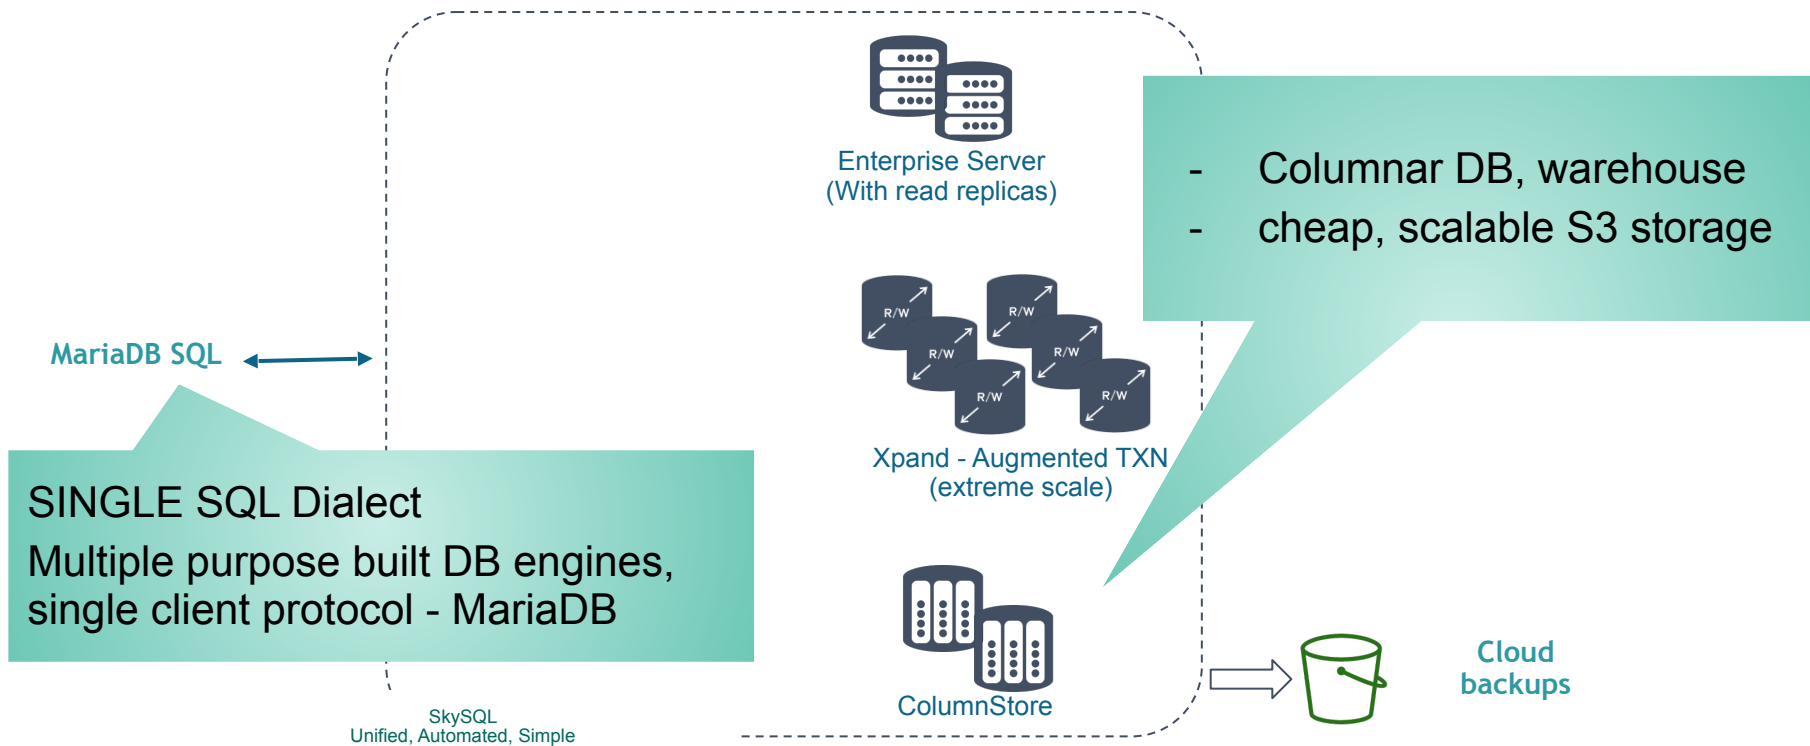 Enterprise Server
(With read replicas)
- Columnar DB, warehouse
- cheap, scalable S3 storage
R/W
R/W
R/W
R/W
R/W
R/W
MariaDB SQL
Xpand - Augmented TXN
(extreme scale)
SINGLE SQL Dialect
Multiple purpose built DB engines,
single client protocol - MariaDB
ColumnStore
Cloud
backups
SkySQL
Unified, Automated, Simple